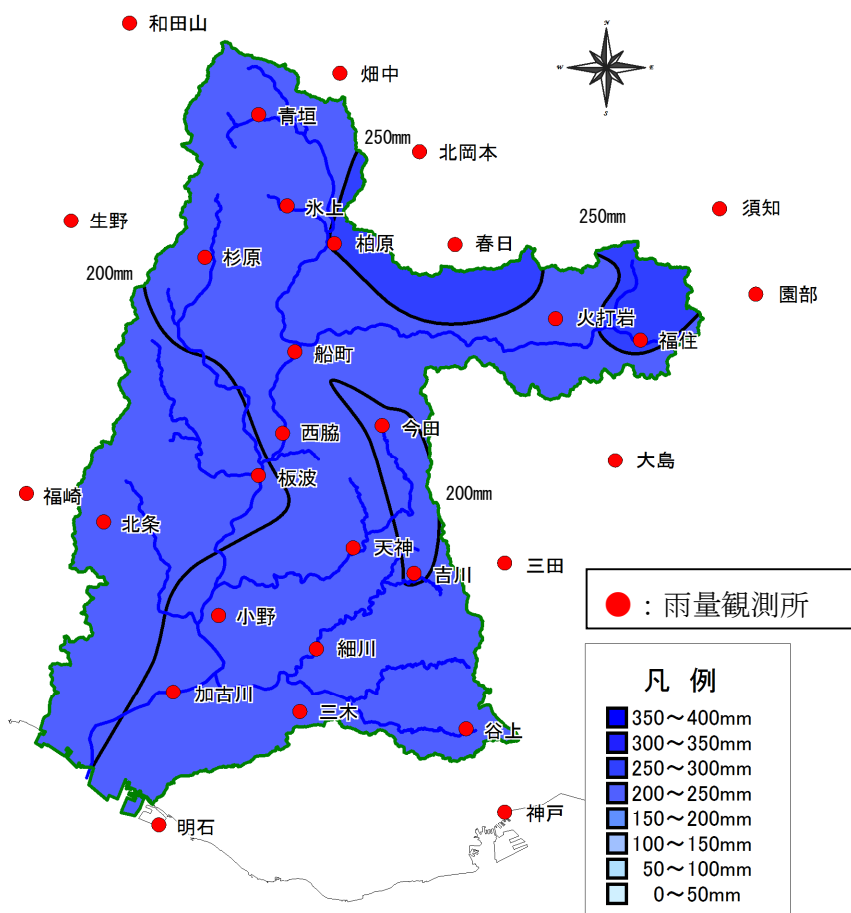 和田山
畑中
N
W
E
S
青垣
250mm
北岡本
氷上
須知
生野
柏原
春日
250mm
杉原
200mm
園部
火打岩
福住
船町
今田
西脇
大島
板波
福崎
200mm
北条
天神
三田
吉川
：雨量観測所
小野
細川
凡 例
加古川
三木
谷上
350～400mm
300～350mm
250～300mm
200～250mm
150～200mm
100～150mm
50～100mm
0～50mm
神戸
明石